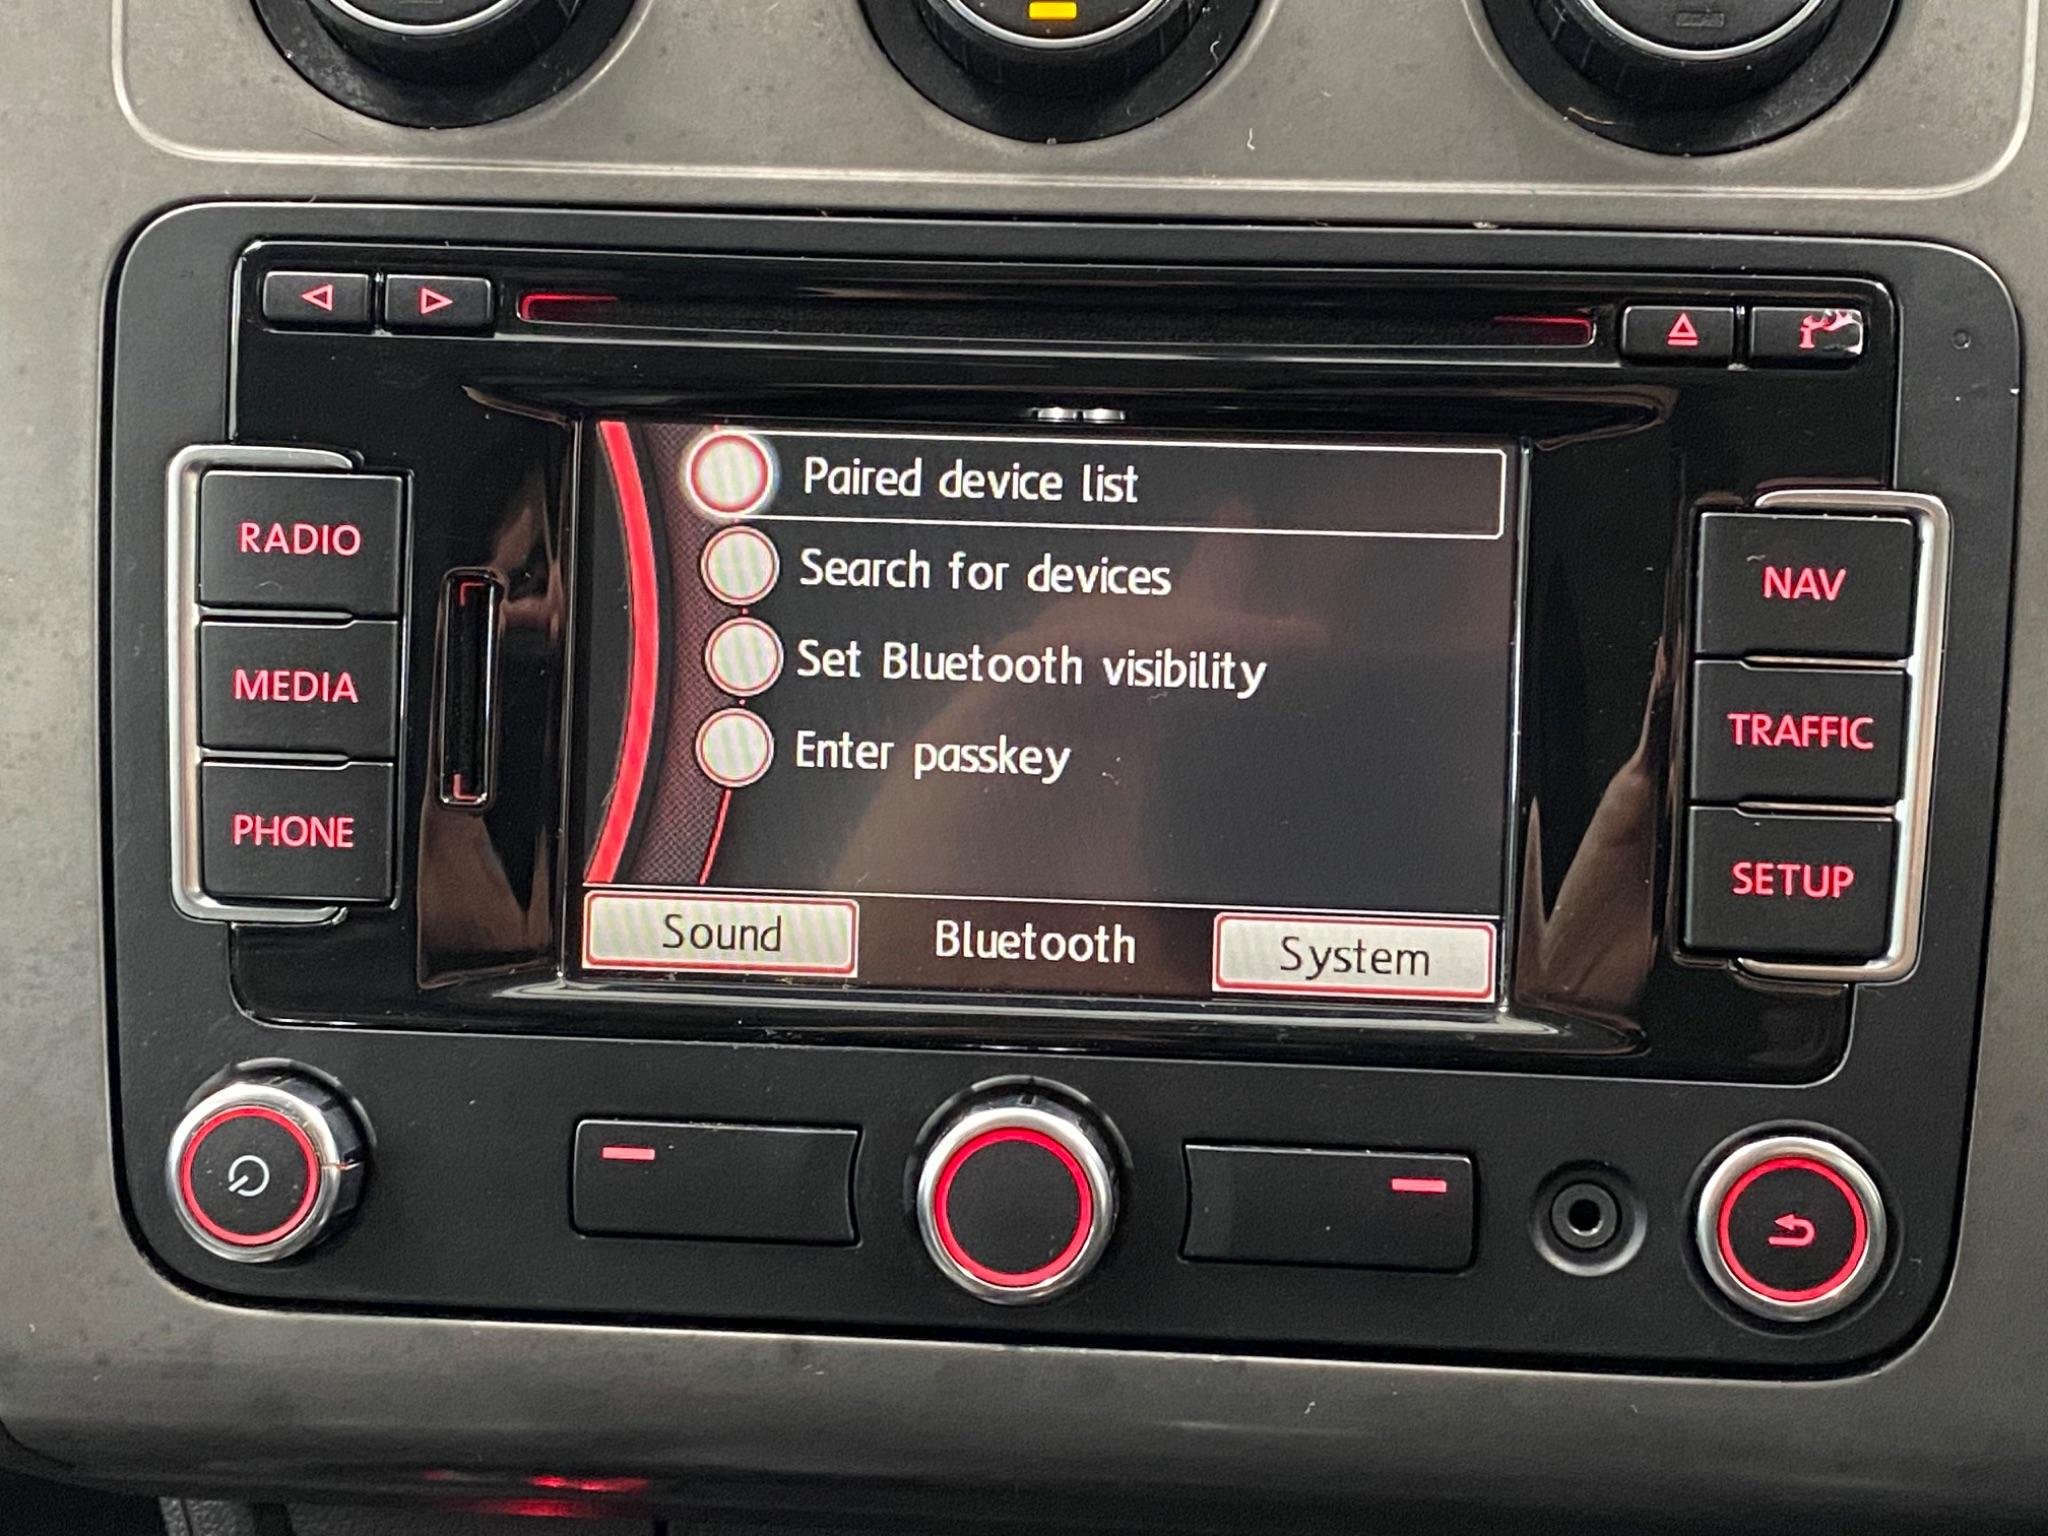 RADIO
MEDIA
PHONE
Paired device list
Search for devices
Set Bluetooth visibility
Enter passkey
Sound
Bluetooth
System
NAV
TRAFFIC
SETUP